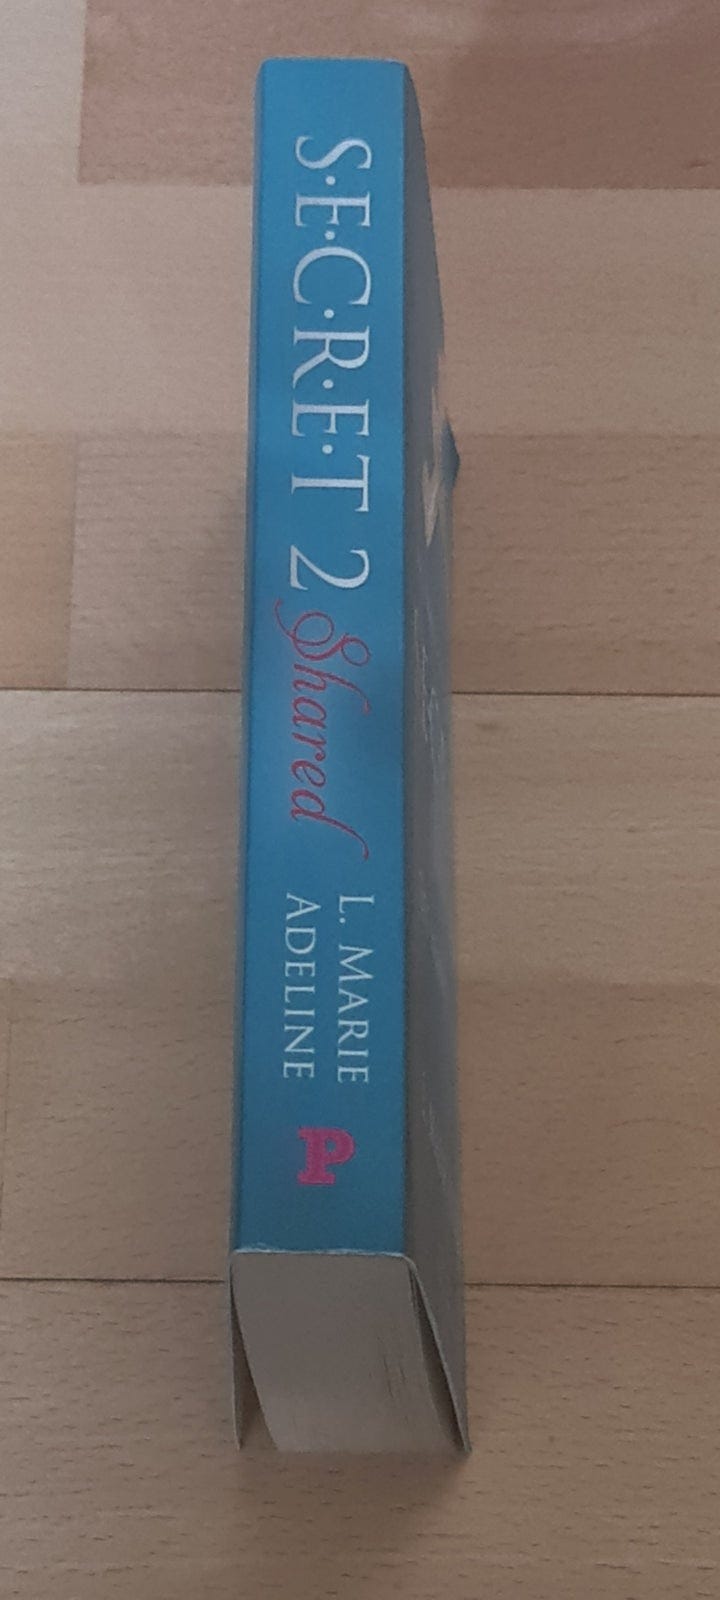 S·E·C·R·E·T 2
Shared
L. MARIE
ADELINE
P